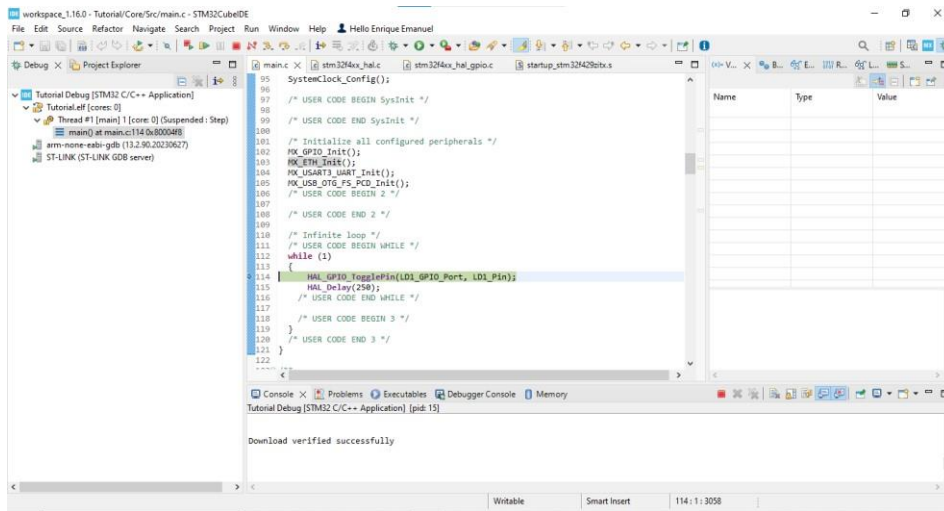 workspace_1.16.0 - Tutorial/Core/Src/main.c - STM32CubeIDE
File Edit Source Refactor Navigate Search Project Run Window Help Hello Enrique Emanuel
Debug Project Explorer
Tutorial Debug [STM32 C/C++ Application]
Tutorial.elf [cores: 0]
Thread #1 [main] 1 [core: 0] (Suspended : Step)
main() at main.c:114 0x80004f8
arm-none-eabi-gdb (13.2.90.20230627)
ST-LINK (ST-LINK GDB server)
main.c stm32f4xx_hal.c stm32f4xx_hal_gpio.c startup_stm32f429zitx.s
95 SystemClock_Config();
96
97 /* USER CODE BEGIN SysInit */
98
99 /* USER CODE END SysInit */
100
101 /* Initialize all configured peripherals */
102 MX_GPIO_Init();
103 MX_ETH_Init();
104 MX_USART3_UART_Init();
105 MX_USB_OTG_FS_PCD_Init();
106 /* USER CODE BEGIN 2 */
107
108 /* USER CODE END 2 */
109
110 /* Infinite loop */
111 /* USER CODE BEGIN WHILE */
112 while (1)
113 {
114 HAL_GPIO_TogglePin(LD1_GPIO_Port, LD1_Pin);
115 HAL_Delay(250);
116 /* USER CODE END WHILE */
117
118 /* USER CODE BEGIN 3 */
119 }
120 /* USER CODE END 3 */
121 }
122
V... B... E... R... L... S...
Name Type Value
Console Problems Executables Debugger Console Memory
Tutorial Debug [STM32 C/C++ Application] [pid: 15]
Download verified successfully
Writable Smart Insert 114 : 1 : 3058